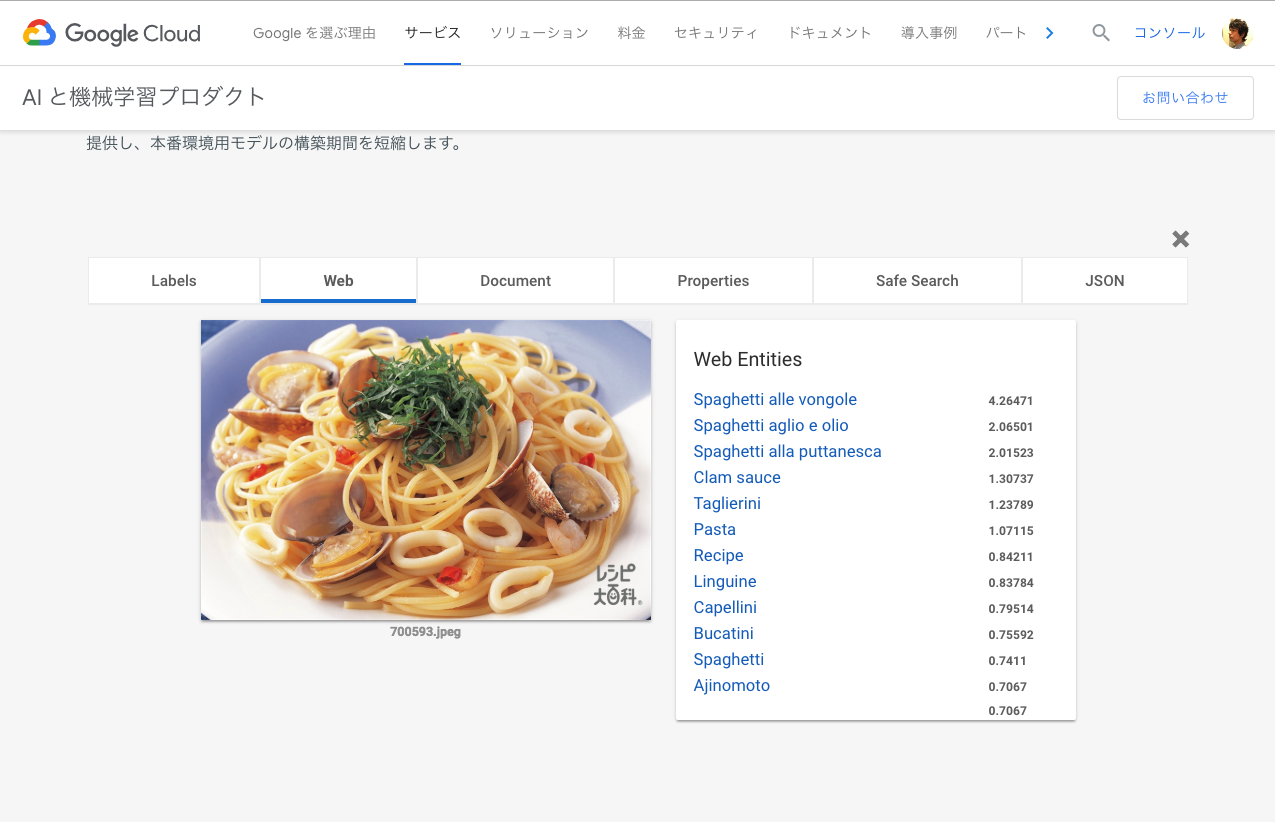 Google Cloud
Google を選ぶ理由
サービス
ソリューション
料金
セキュリティ
ドキュメント
導入事例
パート
コンソール
AI と機械学習プロダクト
お問い合わせ
提供し、本番環境用モデルの構築期間を短縮します。
Labels
Web
Document
Properties
Safe Search
JSON
レシピ
大百科®
700593.jpeg
Web Entities
Spaghetti alle vongole 4.26471
Spaghetti aglio e olio 2.06501
Spaghetti alla puttanesca 2.01523
Clam sauce 1.30737
Taglierini 1.23789
Pasta 1.07115
Recipe 0.84211
Linguine 0.83784
Capellini 0.79514
Bucatini 0.75592
Spaghetti 0.7411
Ajinomoto 0.7067
0.7067